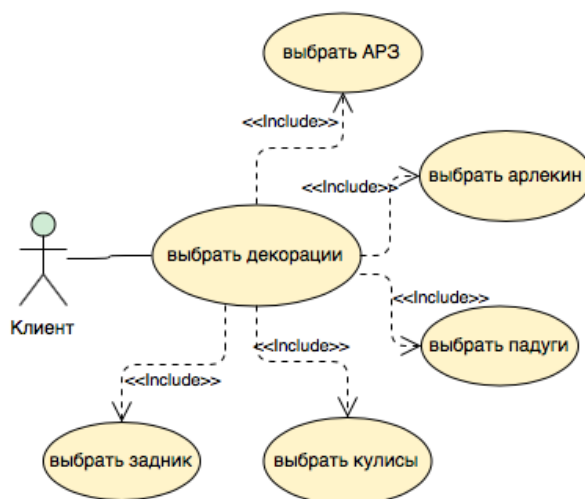 выбрать АРЗ
<<Include>>
выбрать арлекин
<<Include>>
выбрать декорации
<<Include>>
Клиент
выбрать падуги
<<Include>>
<<Include>>
выбрать задник
выбрать кулисы